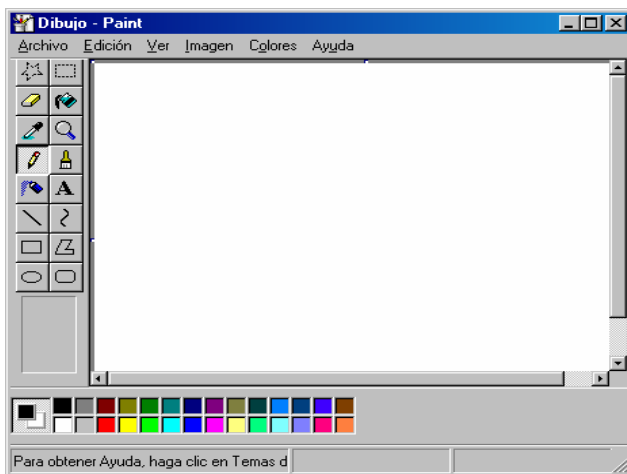 Dibujo - Paint
Archivo Edición Ver Imagen Colores Ayuda
A
Para obtener Ayuda, haga clic en Temas d